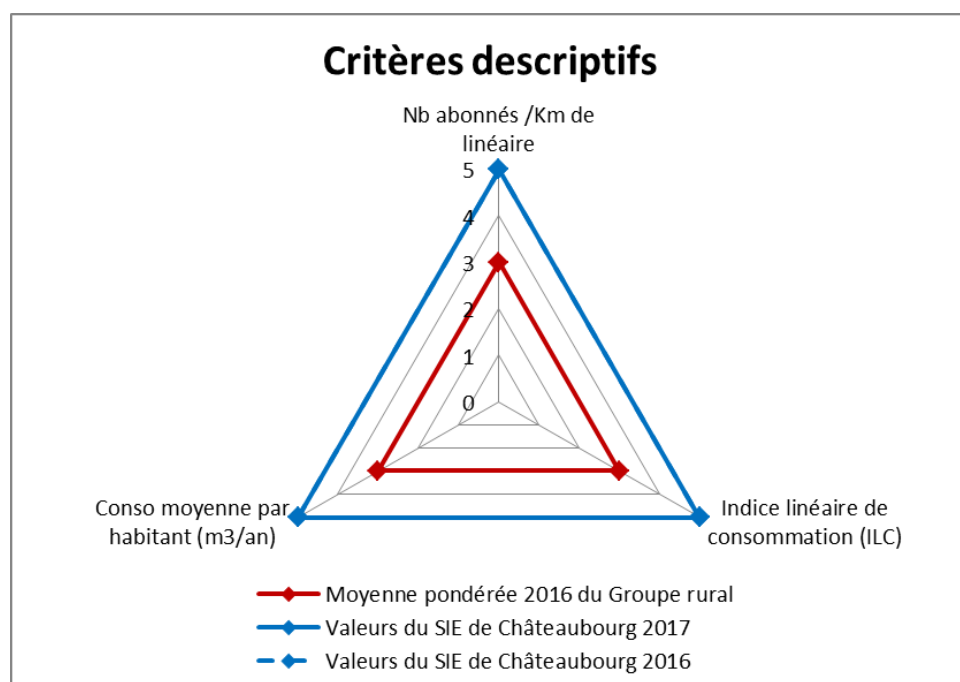 Critères descriptifs
Nb abonnés /Km de
linéaire
5
4
3
2
1
0
Conso moyenne par
habitant (m3/an)
Indice linéaire de
consommation (ILC)
Moyenne pondérée 2016 du Groupe rural
Valeurs du SIE de Châteaubourg 2017
Valeurs du SIE de Châteaubourg 2016